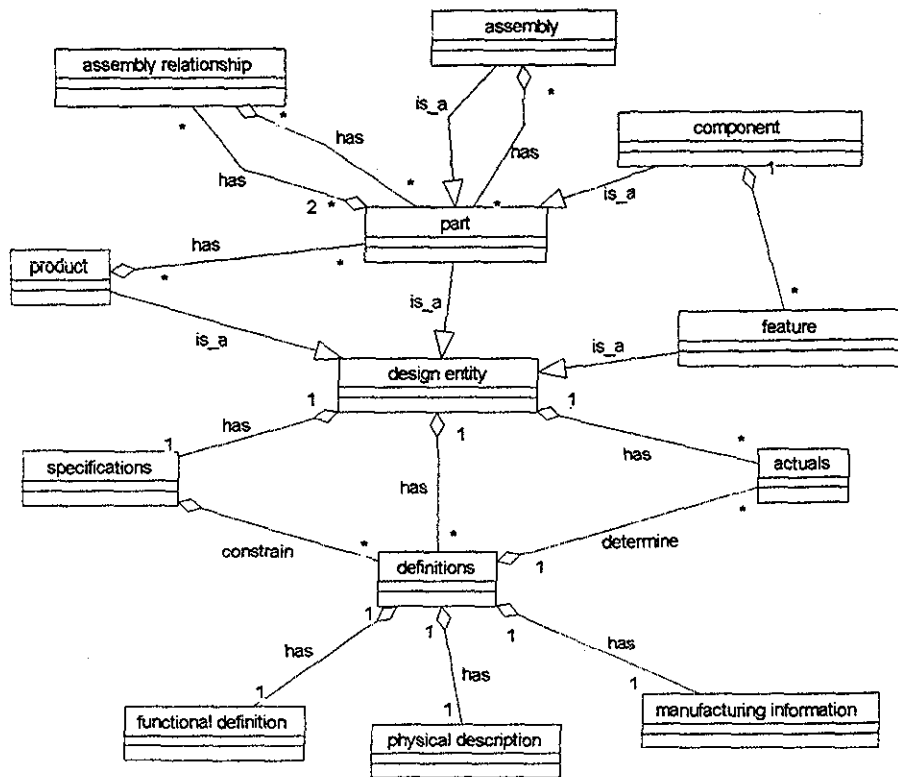 assembly
assembly relationship
*
*
is_a
*
has
has
component
1
*
has
is_a
2
*
*
*
part
has
*
*
product
is_a
*
is_a
feature
is_a
design entity
1
1
1
has
1
specifications
has
has
*
actuals
*
constrain
*
*
determine
definitions
1
1
1
1
has
has
has
1
1
1
functional definition
physical description
manufacturing information